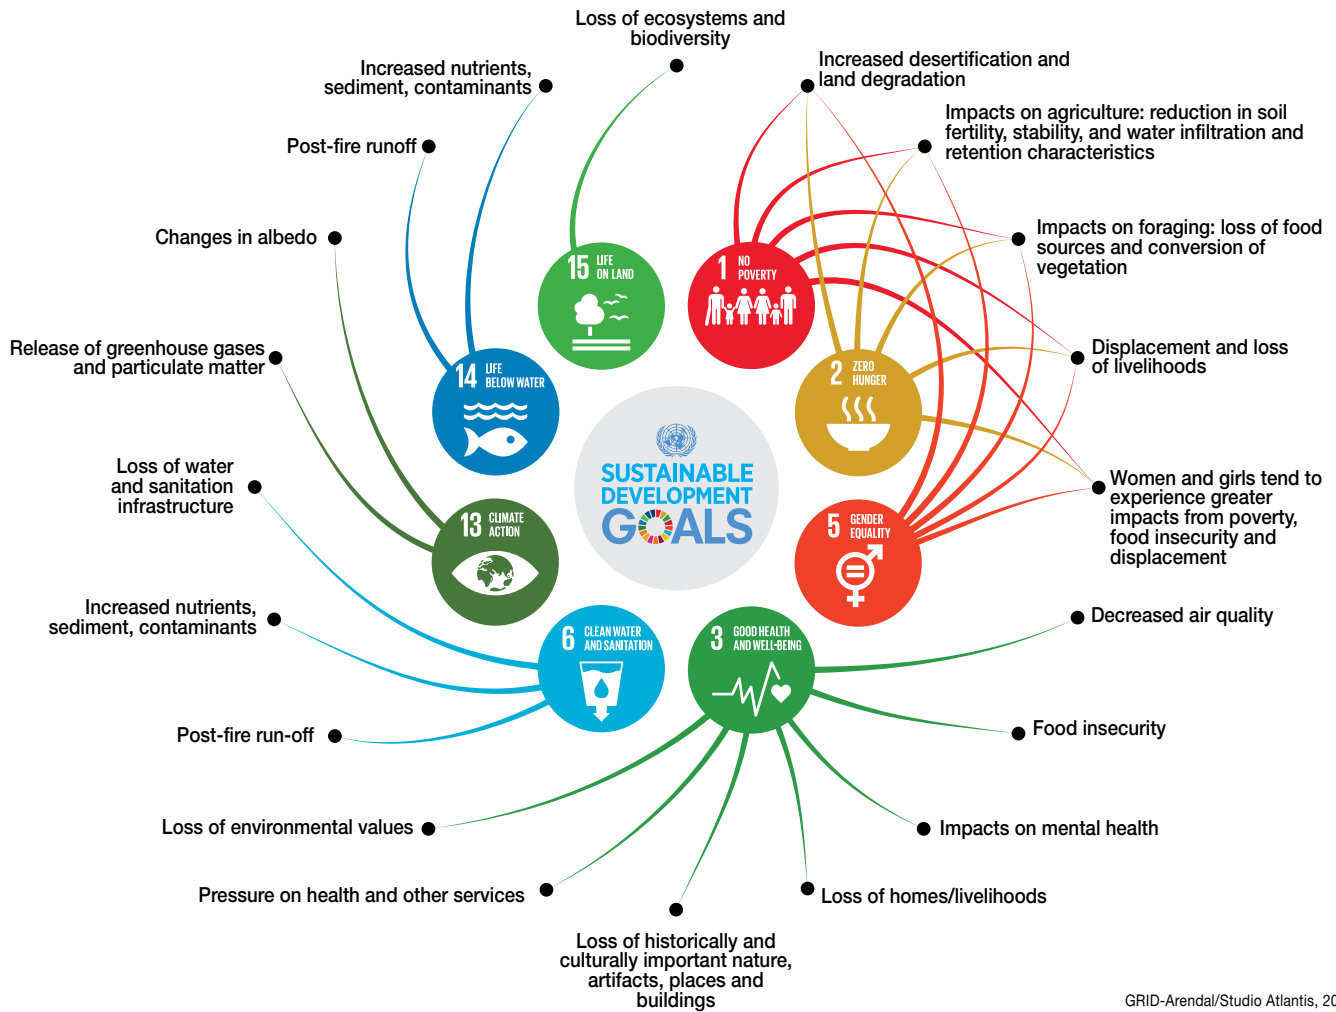 Loss of ecosystems and
biodiversity
Increased nutrients,
sediment, contaminants
Post-fire runoff
Changes in albedo
Release of greenhouse gases
and particulate matter
Loss of water
and sanitation
infrastructure
Increased nutrients,
sediment, contaminants
Post-fire run-off
Increased desertification and
land degradation
Impacts on agriculture: reduction in soil
fertility, stability, and water infiltration and
retention characteristics
Impacts on foraging: loss of food
sources and conversion of
vegetation
Displacement and loss
of livelihoods
Women and girls tend to
experience greater
impacts from poverty,
food insecurity and
displacement
Decreased air quality
Food insecurity
Impacts on mental health
Loss of homes/livelihoods
Loss of historically and
culturally important nature,
artifacts, places and
buildings
Pressure on health and other services
Loss of environmental values
15 LIFE
ON LAND
1 NO
POVERTY
14 LIFE
BELOW WATER
2 ZERO
HUNGER
SUSTAINABLE
DEVELOPMENT
GOALS
13 CLIMATE
ACTION
5 GENDER
EQUALITY
6 CLEAN WATER
AND SANITATION
3 GOOD HEALTH
AND WELL-BEING
GRID-Arendal/Studio Atlantis, 20